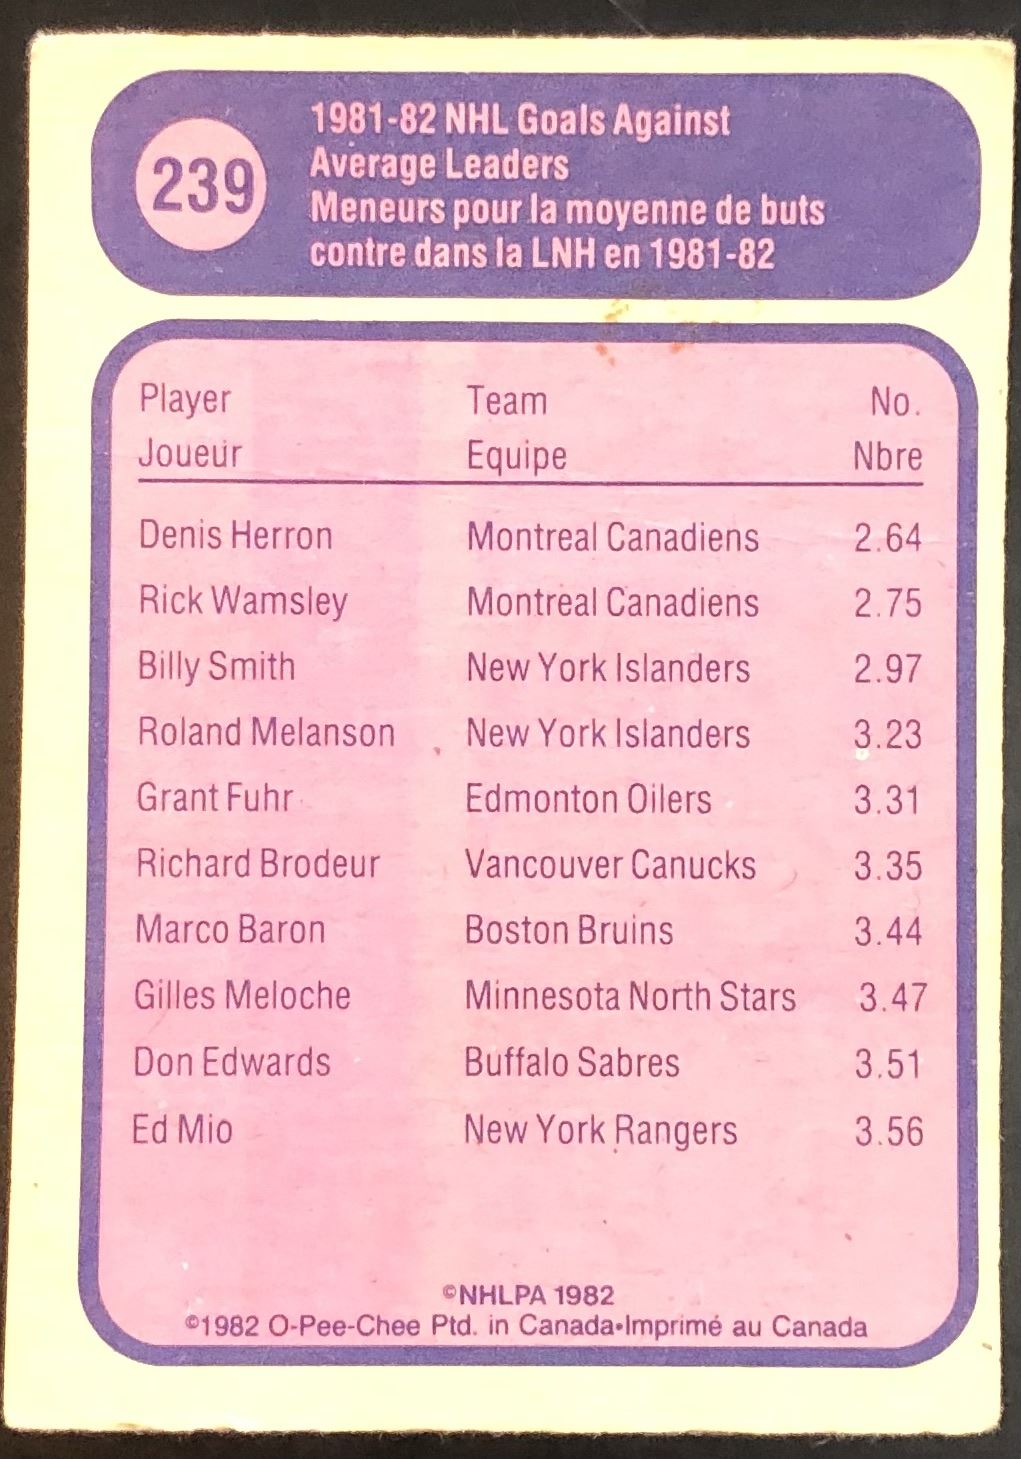 239
1981-82 NHL Goals Against
Average Leaders
Meneurs pour la moyenne de buts
contre dans la LNH en 1981-82
Player Team No.
Joueur Equipe Nbre
Denis Herron Montreal Canadiens 2.64
Rick Wamsley Montreal Canadiens 2.75
Billy Smith New York Islanders 2.97
Roland Melanson New York Islanders 3.23
Grant Fuhr Edmonton Oilers 3.31
Richard Brodeur Vancouver Canucks 3.35
Marco Baron Boston Bruins 3.44
Gilles Meloche Minnesota North Stars 3.47
Don Edwards Buffalo Sabres 3.51
Ed Mio New York Rangers 3.56
©NHLPA 1982
©1982 O-Pee-Chee Ptd. in Canada•Imprimé au Canada